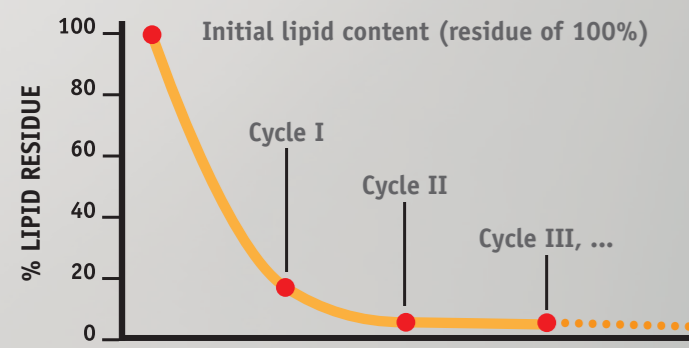 Initial lipid content (residue of 100%)
100
80
60
40
20
0
% LIPID RESIDUE
Cycle I
Cycle II
Cycle III, ...